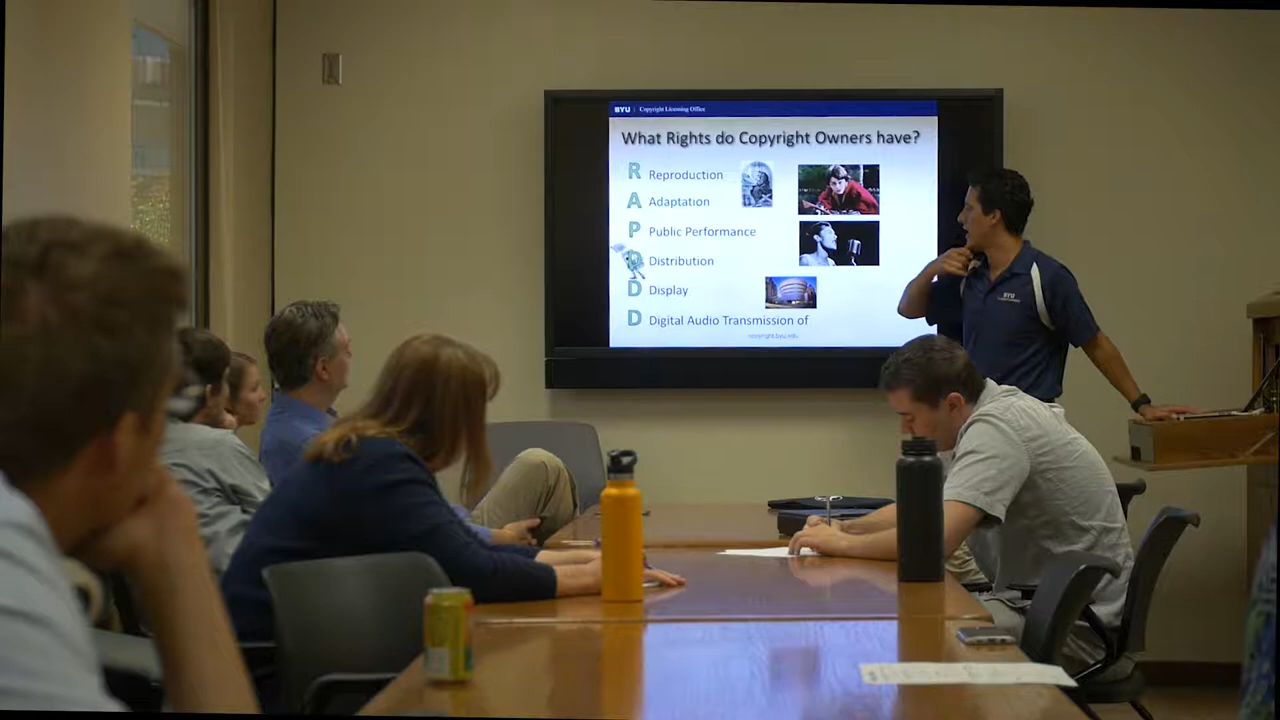 BYU | Copyright Licensing Office
What Rights do Copyright Owners have?
R Reproduction
A Adaptation
P Public Performance
D Distribution
D Display
D Digital Audio Transmission of
copyright.byu.edu
BYU